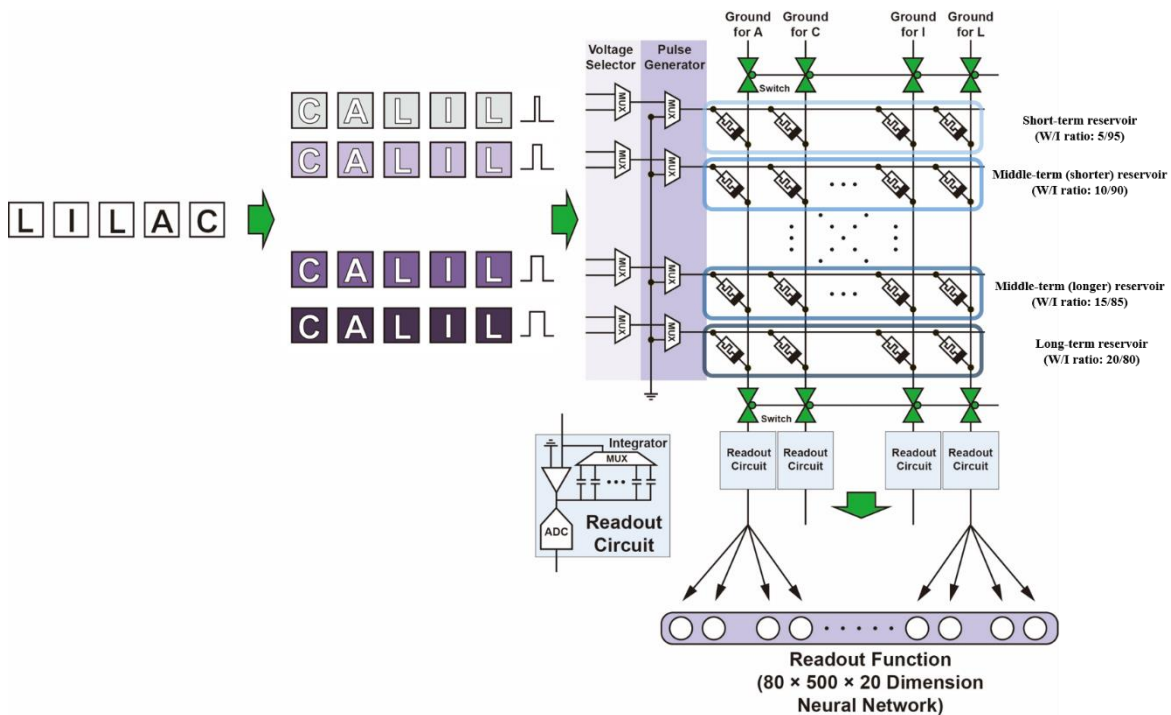 L I L A C
C A L I L
C A L I L
C A L I L
C A L I L
Voltage
Selector
Pulse
Generator
MUX
MUX
MUX
MUX
MUX
MUX
MUX
MUX
Ground
for A
Ground
for C
Ground
for I
Ground
for L
Switch
Short-term reservoir
(W/I ratio: 5/95)
Middle-term (shorter) reservoir
(W/I ratio: 10/90)
Middle-term (longer) reservoir
(W/I ratio: 15/85)
Long-term reservoir
(W/I ratio: 20/80)
Switch
Readout
Circuit
Readout
Circuit
Readout
Circuit
Readout
Circuit
Integrator
MUX
ADC
Readout
Circuit
Readout Function
(80 × 500 × 20 Dimension
Neural Network)